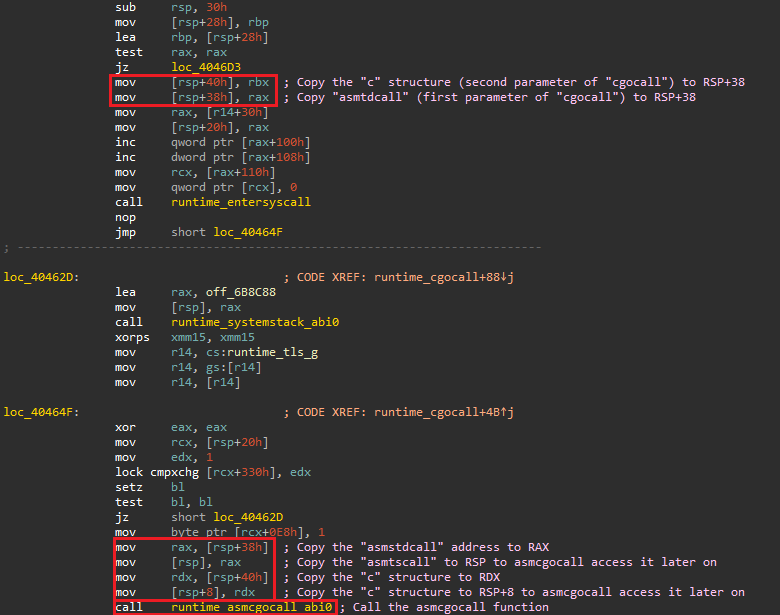 sub rsp, 30h
mov [rsp+28h], rbp
lea rbp, [rsp+28h]
test rax, rax
jz loc_4046D3
mov [rsp+40h], rbx ; Copy the "c" structure (second parameter of "cgocall") to RSP+38
mov [rsp+38h], rax ; Copy "asmtdcall" (first parameter of "cgocall") to RSP+38
mov rax, [r14+30h]
mov [rsp+20h], rax
inc qword ptr [rax+100h]
inc dword ptr [rax+108h]
mov rcx, [rax+110h]
mov qword ptr [rcx], 0
call runtime_entersyscall
nop
jmp short loc_40464F
; ---------------------------------------------------------------------
loc_40462D: ; CODE XREF: runtime_cgocall+88↓j
lea rax, off_6B8C88
mov [rsp], rax
call runtime_systemstack_abi0
xorps xmm15, xmm15
mov r14, cs:runtime_tls_g
mov r14, gs:[r14]
mov r14, [r14]
loc_40464F: ; CODE XREF: runtime_cgocall+4B↑j
xor eax, eax
mov rcx, [rsp+20h]
mov edx, 1
lock cmpxchg [rcx+330h], edx
setz bl
test bl, bl
jz short loc_40462D
mov byte ptr [rcx+0E8h], 1
mov rax, [rsp+38h] ; Copy the "asmstdcall" address to RAX
mov [rsp], rax ; Copy the "asmtscall" to RSP to asmcgocall access it later on
mov rdx, [rsp+40h] ; Copy the "c" structure to RDX
mov [rsp+8], rdx ; Copy the "c" structure to RSP+8 to asmcgocall access it later on
call runtime_asmcgocall_abi0 ; Call the asmcgocall function